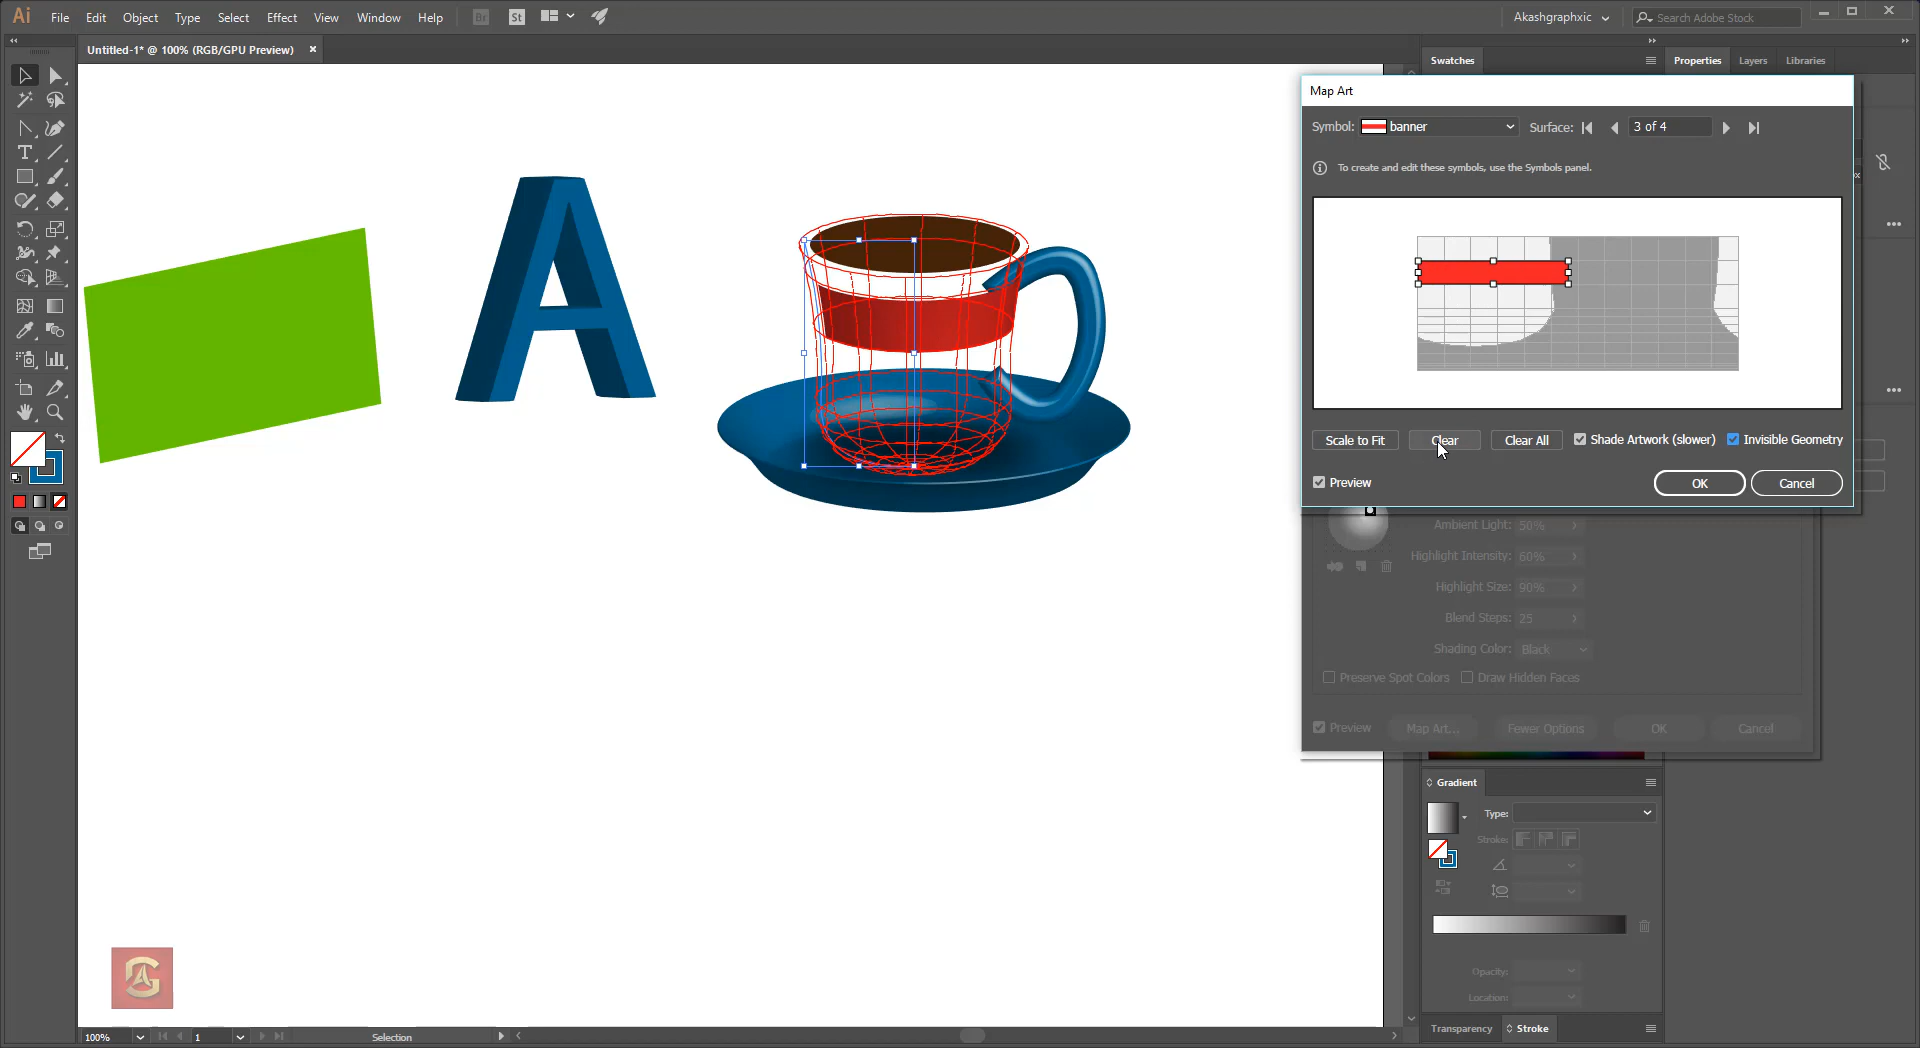 Ai File Edit Object Type Select Effect View Window Help Br St Akashgraphxic Search Adobe Stock
Untitled-1* @ 100% (RGB/GPU Preview)
Swatches Properties Layers Libraries
Map Art
Symbol: banner Surface: 3 of 4
To create and edit these symbols, use the Symbols panel.
A
Scale to Fit Clear Clear All Shade Artwork (slower) Invisible Geometry
Preview OK Cancel
Ambient Light: 50%
Highlight Intensity: 60%
Highlight Size: 90%
Blend Steps: 25
Shading Color: Black
Preserve Spot Colors Draw Hidden Faces
Preview Map Art... Fewer Options OK Cancel
Gradient
Type:
Stroke:
Opacity:
Location:
Transparency Stroke
100% 1 Selection